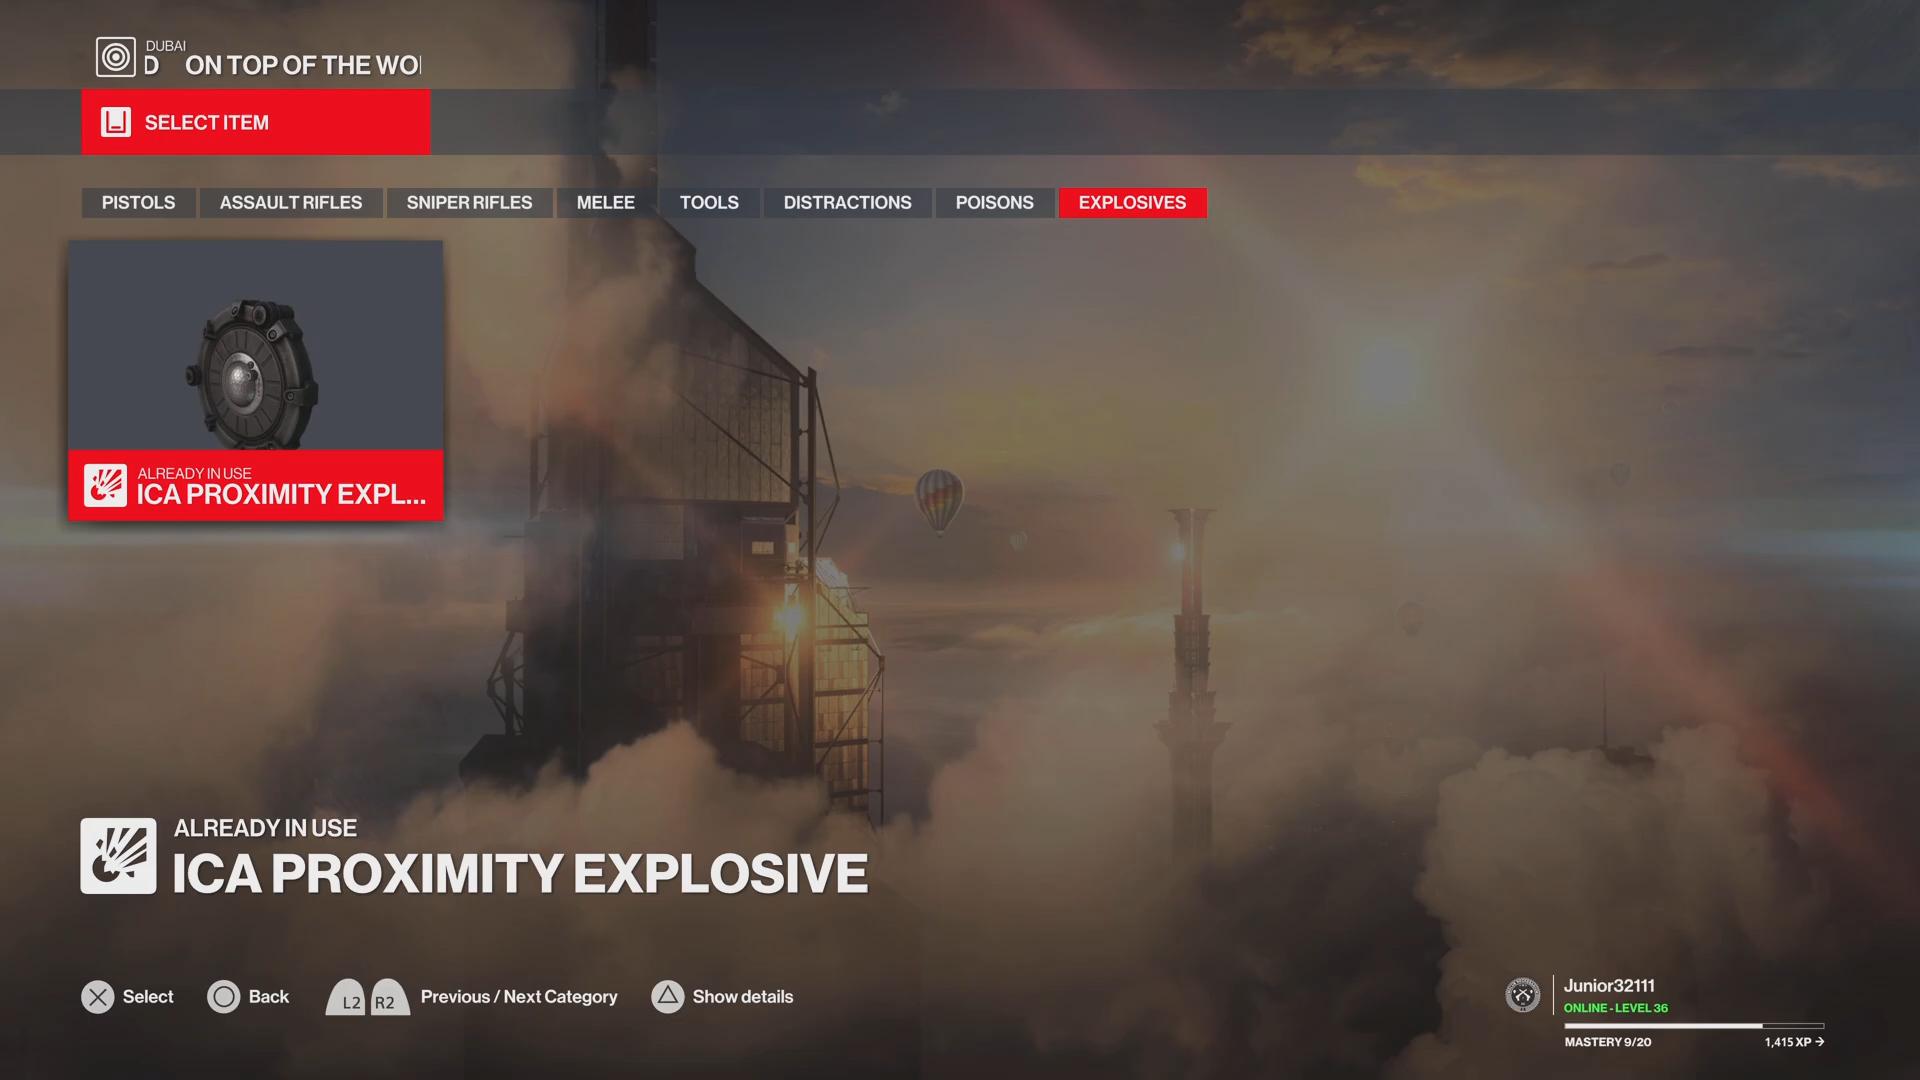 DUBAI
D ON TOP OF THE WO
SELECT ITEM
PISTOLS ASSAULT RIFLES SNIPER RIFLES MELEE TOOLS DISTRACTIONS POISONS EXPLOSIVES
ALREADY IN USE
ICA PROXIMITY EXPL...
ALREADY IN USE
ICA PROXIMITY EXPLOSIVE
Select Back L2 R2 Previous / Next Category Show details
Junior32111
ONLINE - LEVEL 36
MASTERY 9/20 1,415 XP →